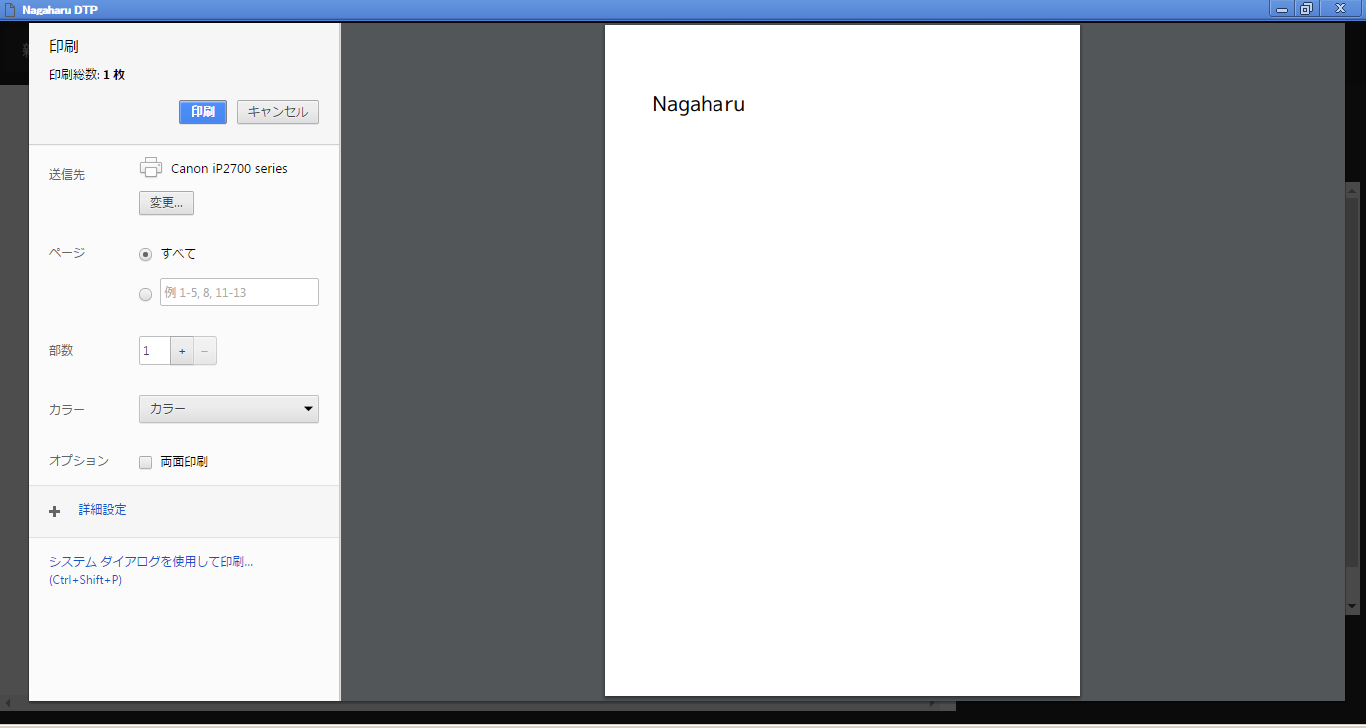 Nagaharu DTP
印刷
印刷総数: 1 枚
印刷 キャンセル
送信先 Canon iP2700 series
変更...
ページ すべて
例 1-5, 8, 11-13
部数 1 + −
カラー カラー
オプション 両面印刷
詳細設定
システム ダイアログを使用して印刷...
(Ctrl+Shift+P)
Nagaharu